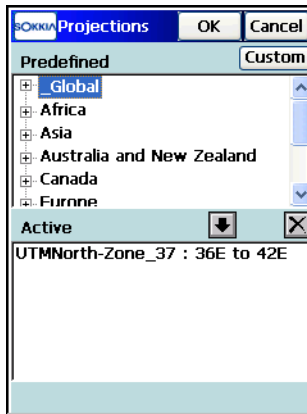 SOKKIA Projections OK Cancel
Predefined Custom
_Global
Africa
Asia
Australia and New Zealand
Canada
Europe
Active
UTMNorth-Zone_37 : 36E to 42E